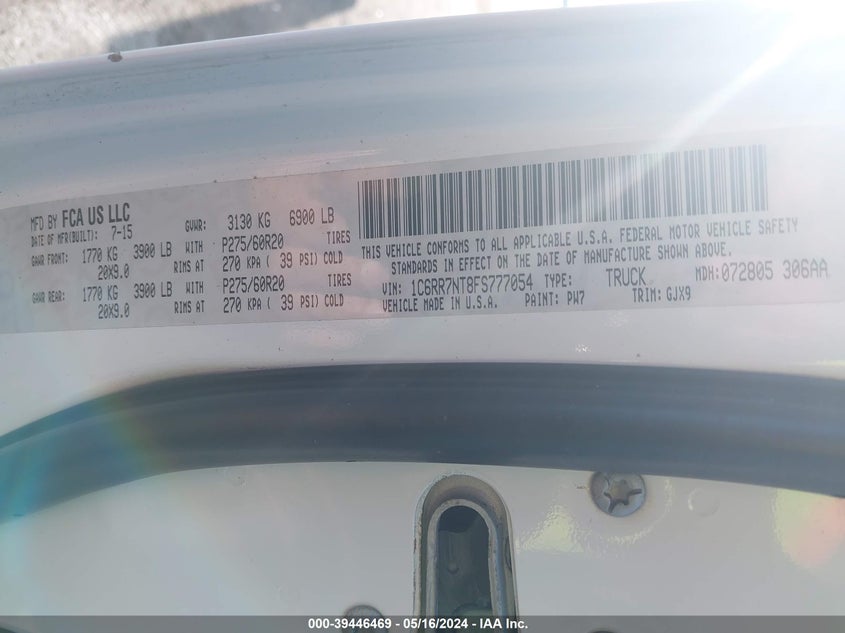 MFD BY FCA US LLC
DATE OF MFR(BUILT): 7-15 GVWR: 3130 KG 6900 LB
GAWR FRONT: 1770 KG 3900 LB WITH P275/60R20 TIRES
20X9.0 RIMS AT 270 KPA ( 39 PSI) COLD
GAWR REAR: 1770 KG 3900 LB WITH P275/60R20 TIRES
20X9.0 RIMS AT 270 KPA ( 39 PSI) COLD
THIS VEHICLE CONFORMS TO ALL APPLICABLE U.S.A. FEDERAL MOTOR VEHICLE SAFETY
STANDARDS IN EFFECT ON THE DATE OF MANUFACTURE SHOWN ABOVE.
VIN: 1C6RR7NT8FS777054 TYPE: TRUCK MDH: 072805 306AA
VEHICLE MADE IN U.S.A. PAINT: PW7 TRIM: GJX9
000-39446469 - 05/16/2024 - IAA Inc.